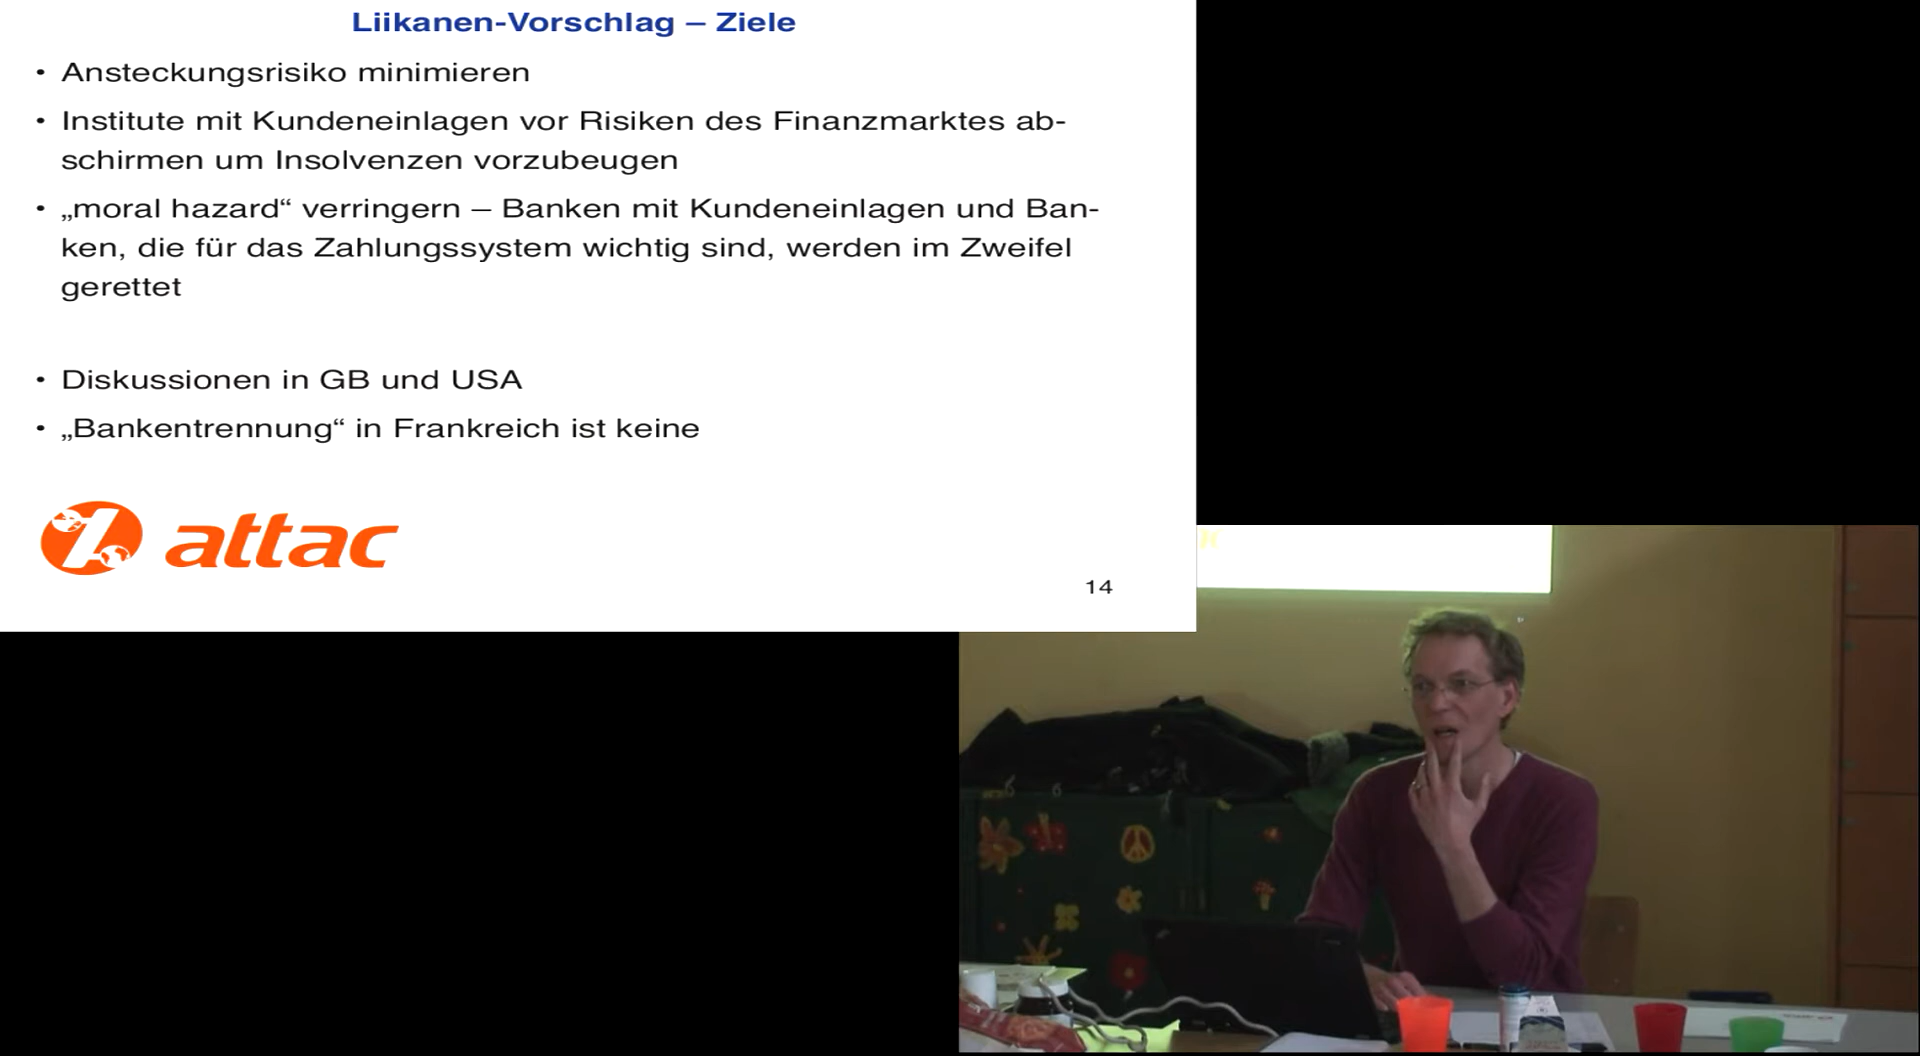 Liikanen-Vorschlag – Ziele
• Ansteckungsrisiko minimieren
• Institute mit Kundeneinlagen vor Risiken des Finanzmarktes ab-
schirmen um Insolvenzen vorzubeugen
• „moral hazard“ verringern – Banken mit Kundeneinlagen und Ban-
ken, die für das Zahlungssystem wichtig sind, werden im Zweifel
gerettet
• Diskussionen in GB und USA
• „Bankentrennung“ in Frankreich ist keine
attac
14